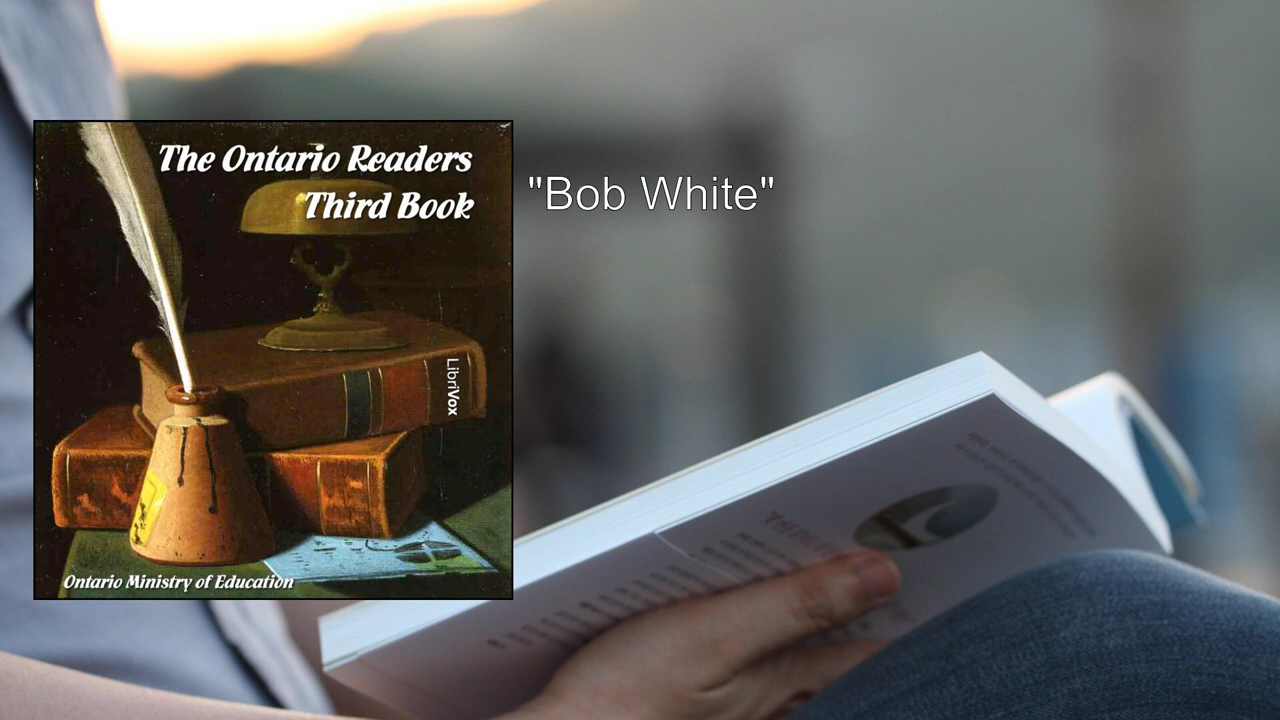 The Ontario Readers
Third Book
"Bob White"
LibriVox
Ontario Ministry of Education